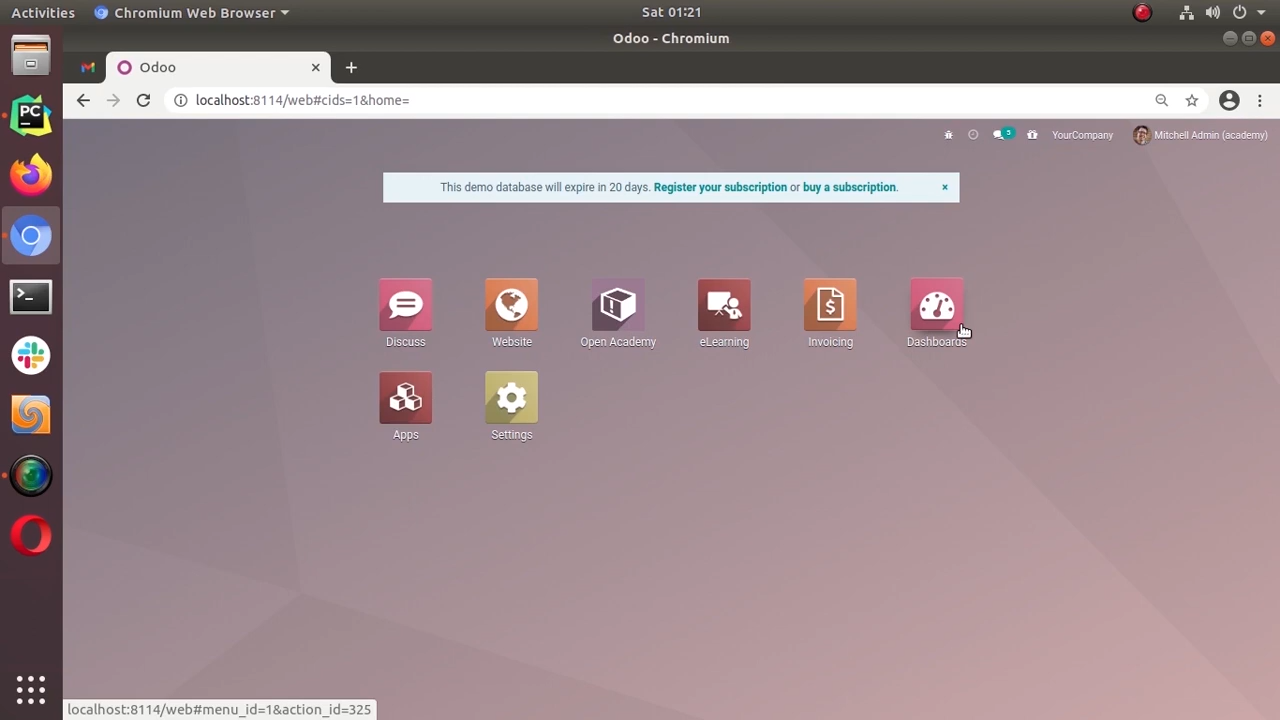 Activities Chromium Web Browser Sat 01:21
Odoo - Chromium
Odoo
localhost:8114/web#cids=1&home=
5 YourCompany Mitchell Admin (academy)
This demo database will expire in 20 days. Register your subscription or buy a subscription. ×
Discuss Website Open Academy eLearning Invoicing Dashboards
Apps Settings
localhost:8114/web#menu_id=1&action_id=325
PC